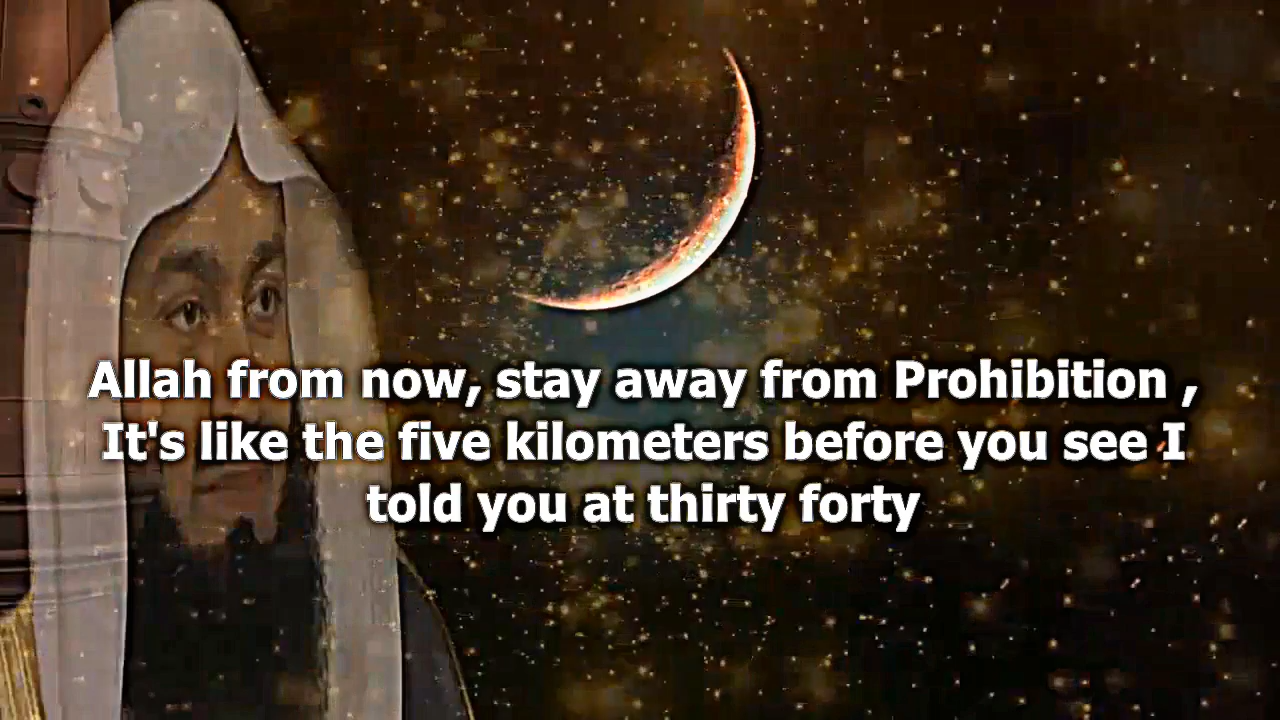 Allah from now, stay away from Prohibition ,
It's like the five kilometers before you see I
told you at thirty forty